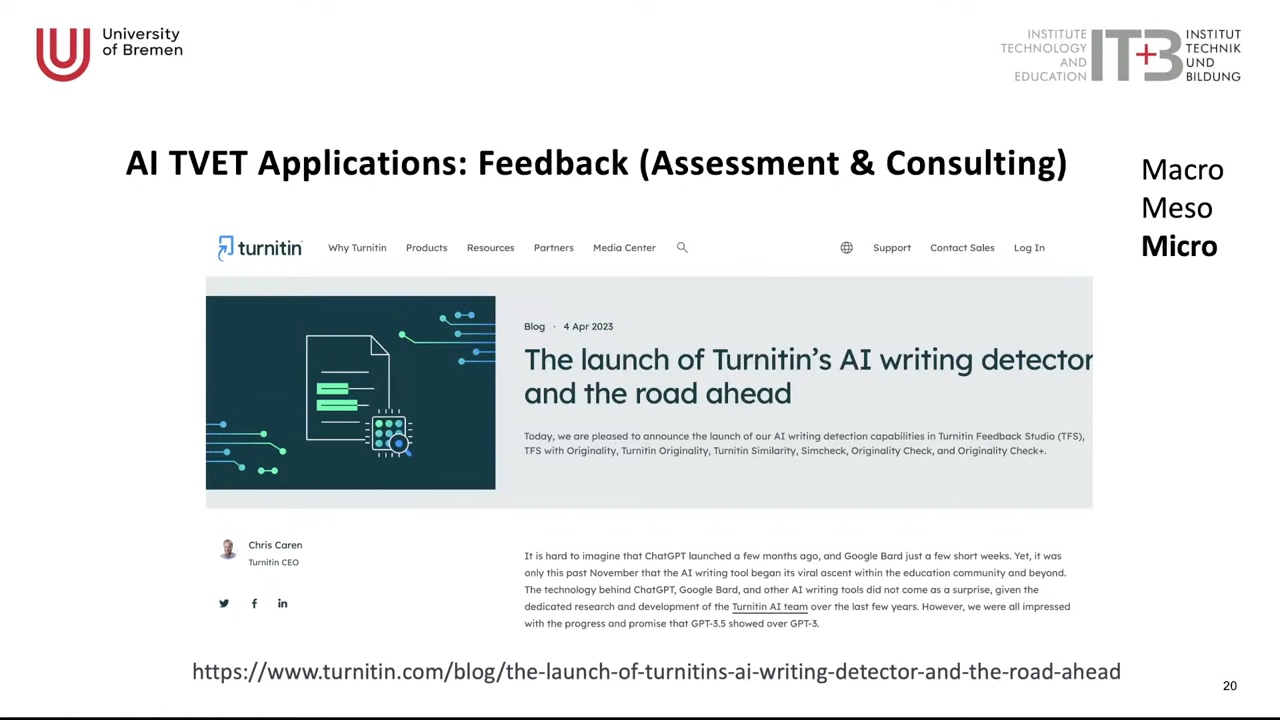 University
of Bremen
INSTITUTE
TECHNOLOGY
AND
EDUCATION
IT+B
INSTITUT
TECHNIK
UND
BILDUNG
AI TVET Applications: Feedback (Assessment & Consulting)
Macro
Meso
Micro
turnitin
Why Turnitin Products Resources Partners Media Center
Support Contact Sales Log In
Blog · 4 Apr 2023
The launch of Turnitin’s AI writing detector
and the road ahead
Today, we are pleased to announce the launch of our AI writing detection capabilities in Turnitin Feedback Studio (TFS),
TFS with Originality, Turnitin Originality, Turnitin Similarity, Simcheck, Originality Check, and Originality Check+.
Chris Caren
Turnitin CEO
It is hard to imagine that ChatGPT launched a few months ago, and Google Bard just a few short weeks. Yet, it was
only this past November that the AI writing tool began its viral ascent within the education community and beyond.
The technology behind ChatGPT, Google Bard, and other AI writing tools did not come as a surprise, given the
dedicated research and development of the Turnitin AI team over the last few years. However, we were all impressed
with the progress and promise that GPT-3.5 showed over GPT-3.
https://www.turnitin.com/blog/the-launch-of-turnitins-ai-writing-detector-and-the-road-ahead
20